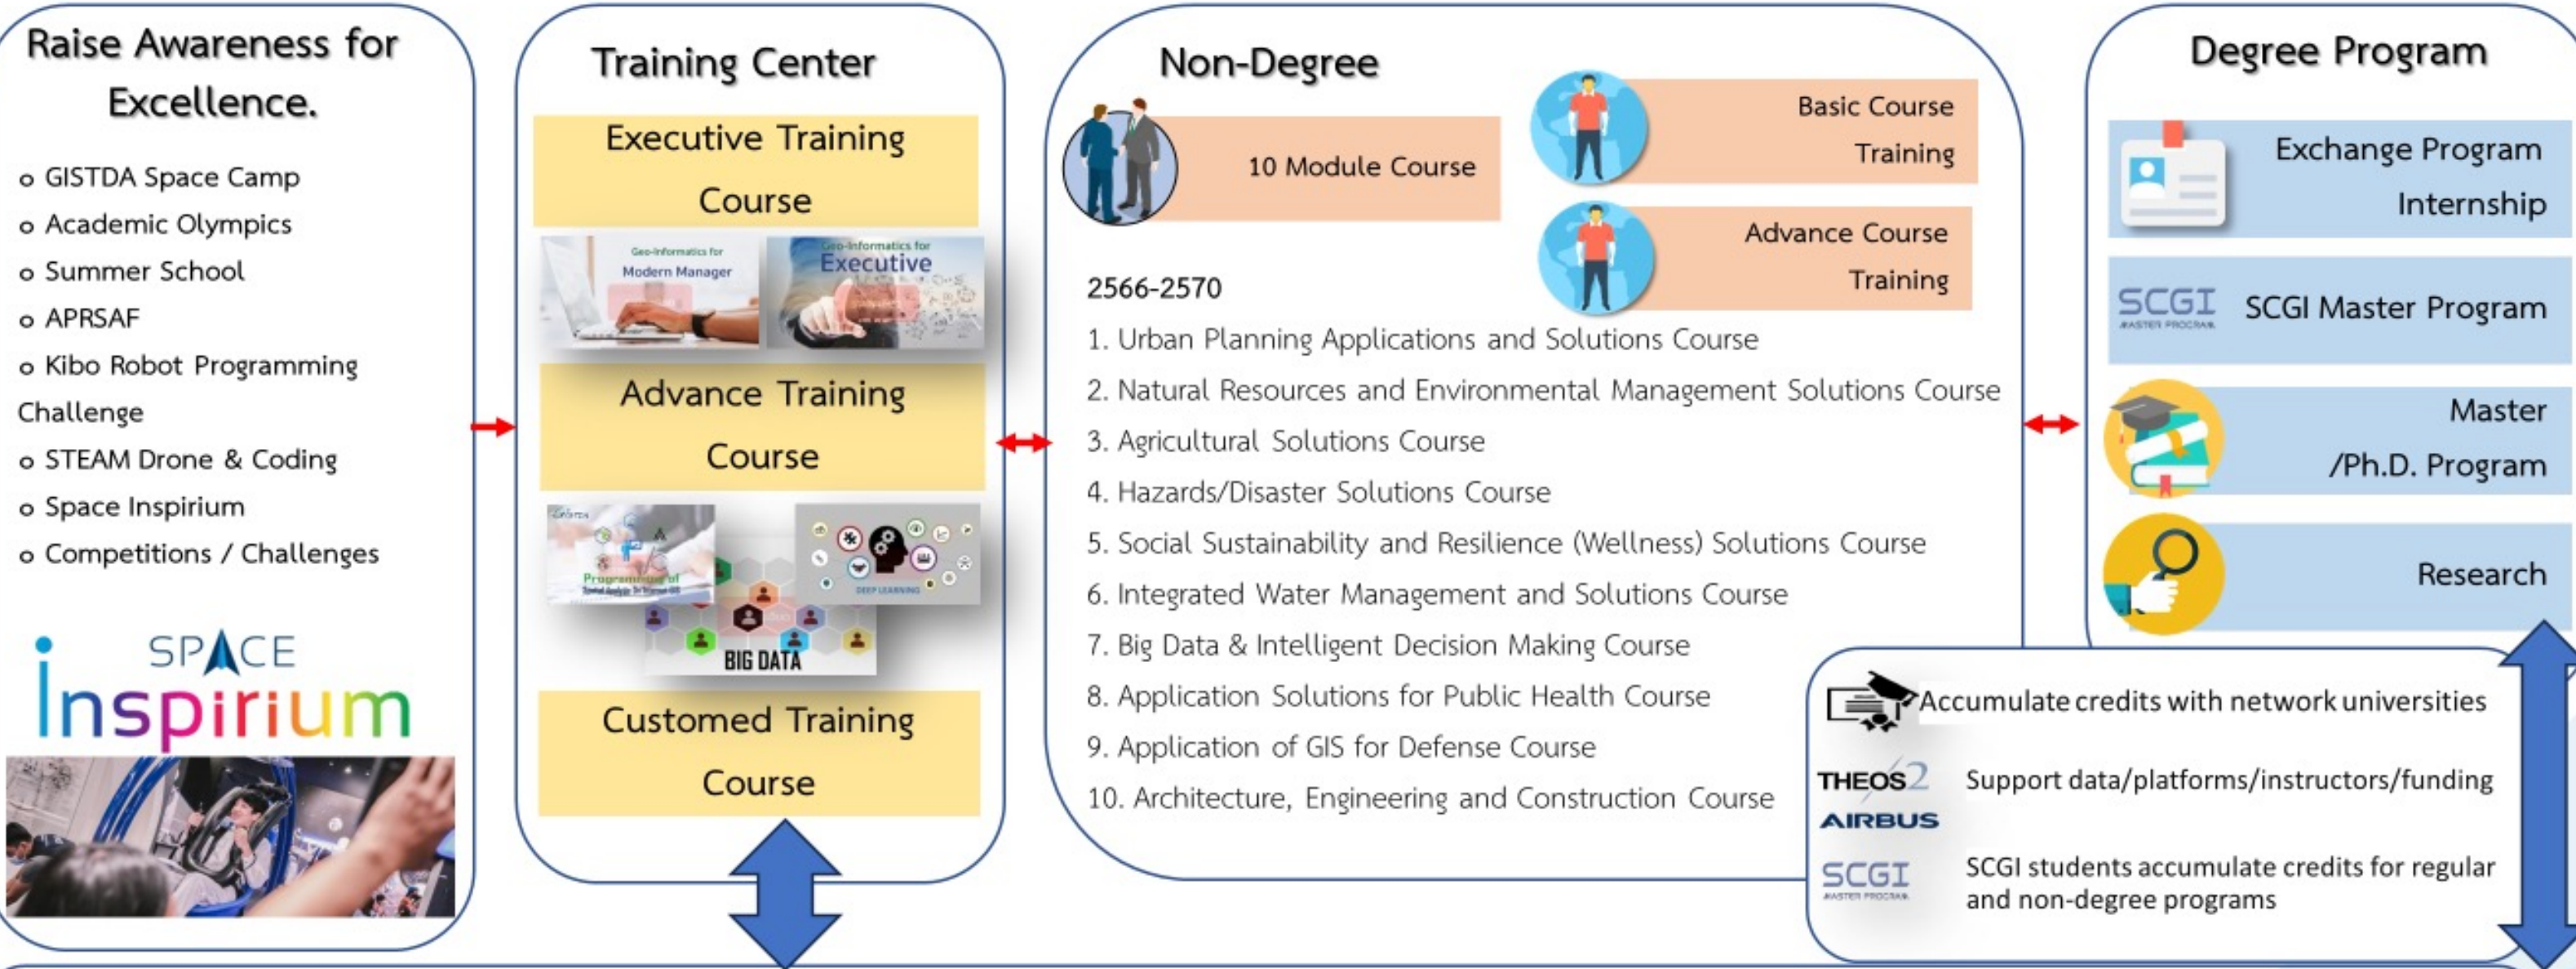 Raise Awareness for
Excellence.
o GISTDA Space Camp
o Academic Olympics
o Summer School
o APRSAF
o Kibo Robot Programming
Challenge
o STEAM Drone & Coding
o Space Inspirium
o Competitions / Challenges
SPACE
inspirium
Training Center
Executive Training
Course
Geo-Informatics for
Modern Manager
Geo-Informatics for
Executive
Advance Training
Course
Programming of
DEEP LEARNING
BIG DATA
Customed Training
Course
Non-Degree
10 Module Course
Basic Course
Training
Advance Course
Training
2566-2570
1. Urban Planning Applications and Solutions Course
2. Natural Resources and Environmental Management Solutions Course
3. Agricultural Solutions Course
4. Hazards/Disaster Solutions Course
5. Social Sustainability and Resilience (Wellness) Solutions Course
6. Integrated Water Management and Solutions Course
7. Big Data & Intelligent Decision Making Course
8. Application Solutions for Public Health Course
9. Application of GIS for Defense Course
10. Architecture, Engineering and Construction Course
Degree Program
Exchange Program
Internship
SCGI
MASTER PROGRAM
SCGI Master Program
Master
/Ph.D. Program
Research
Accumulate credits with network universities
THEOS2
Support data/platforms/instructors/funding
AIRBUS
SCGI
MASTER PROGRAM
SCGI students accumulate credits for regular
and non-degree programs